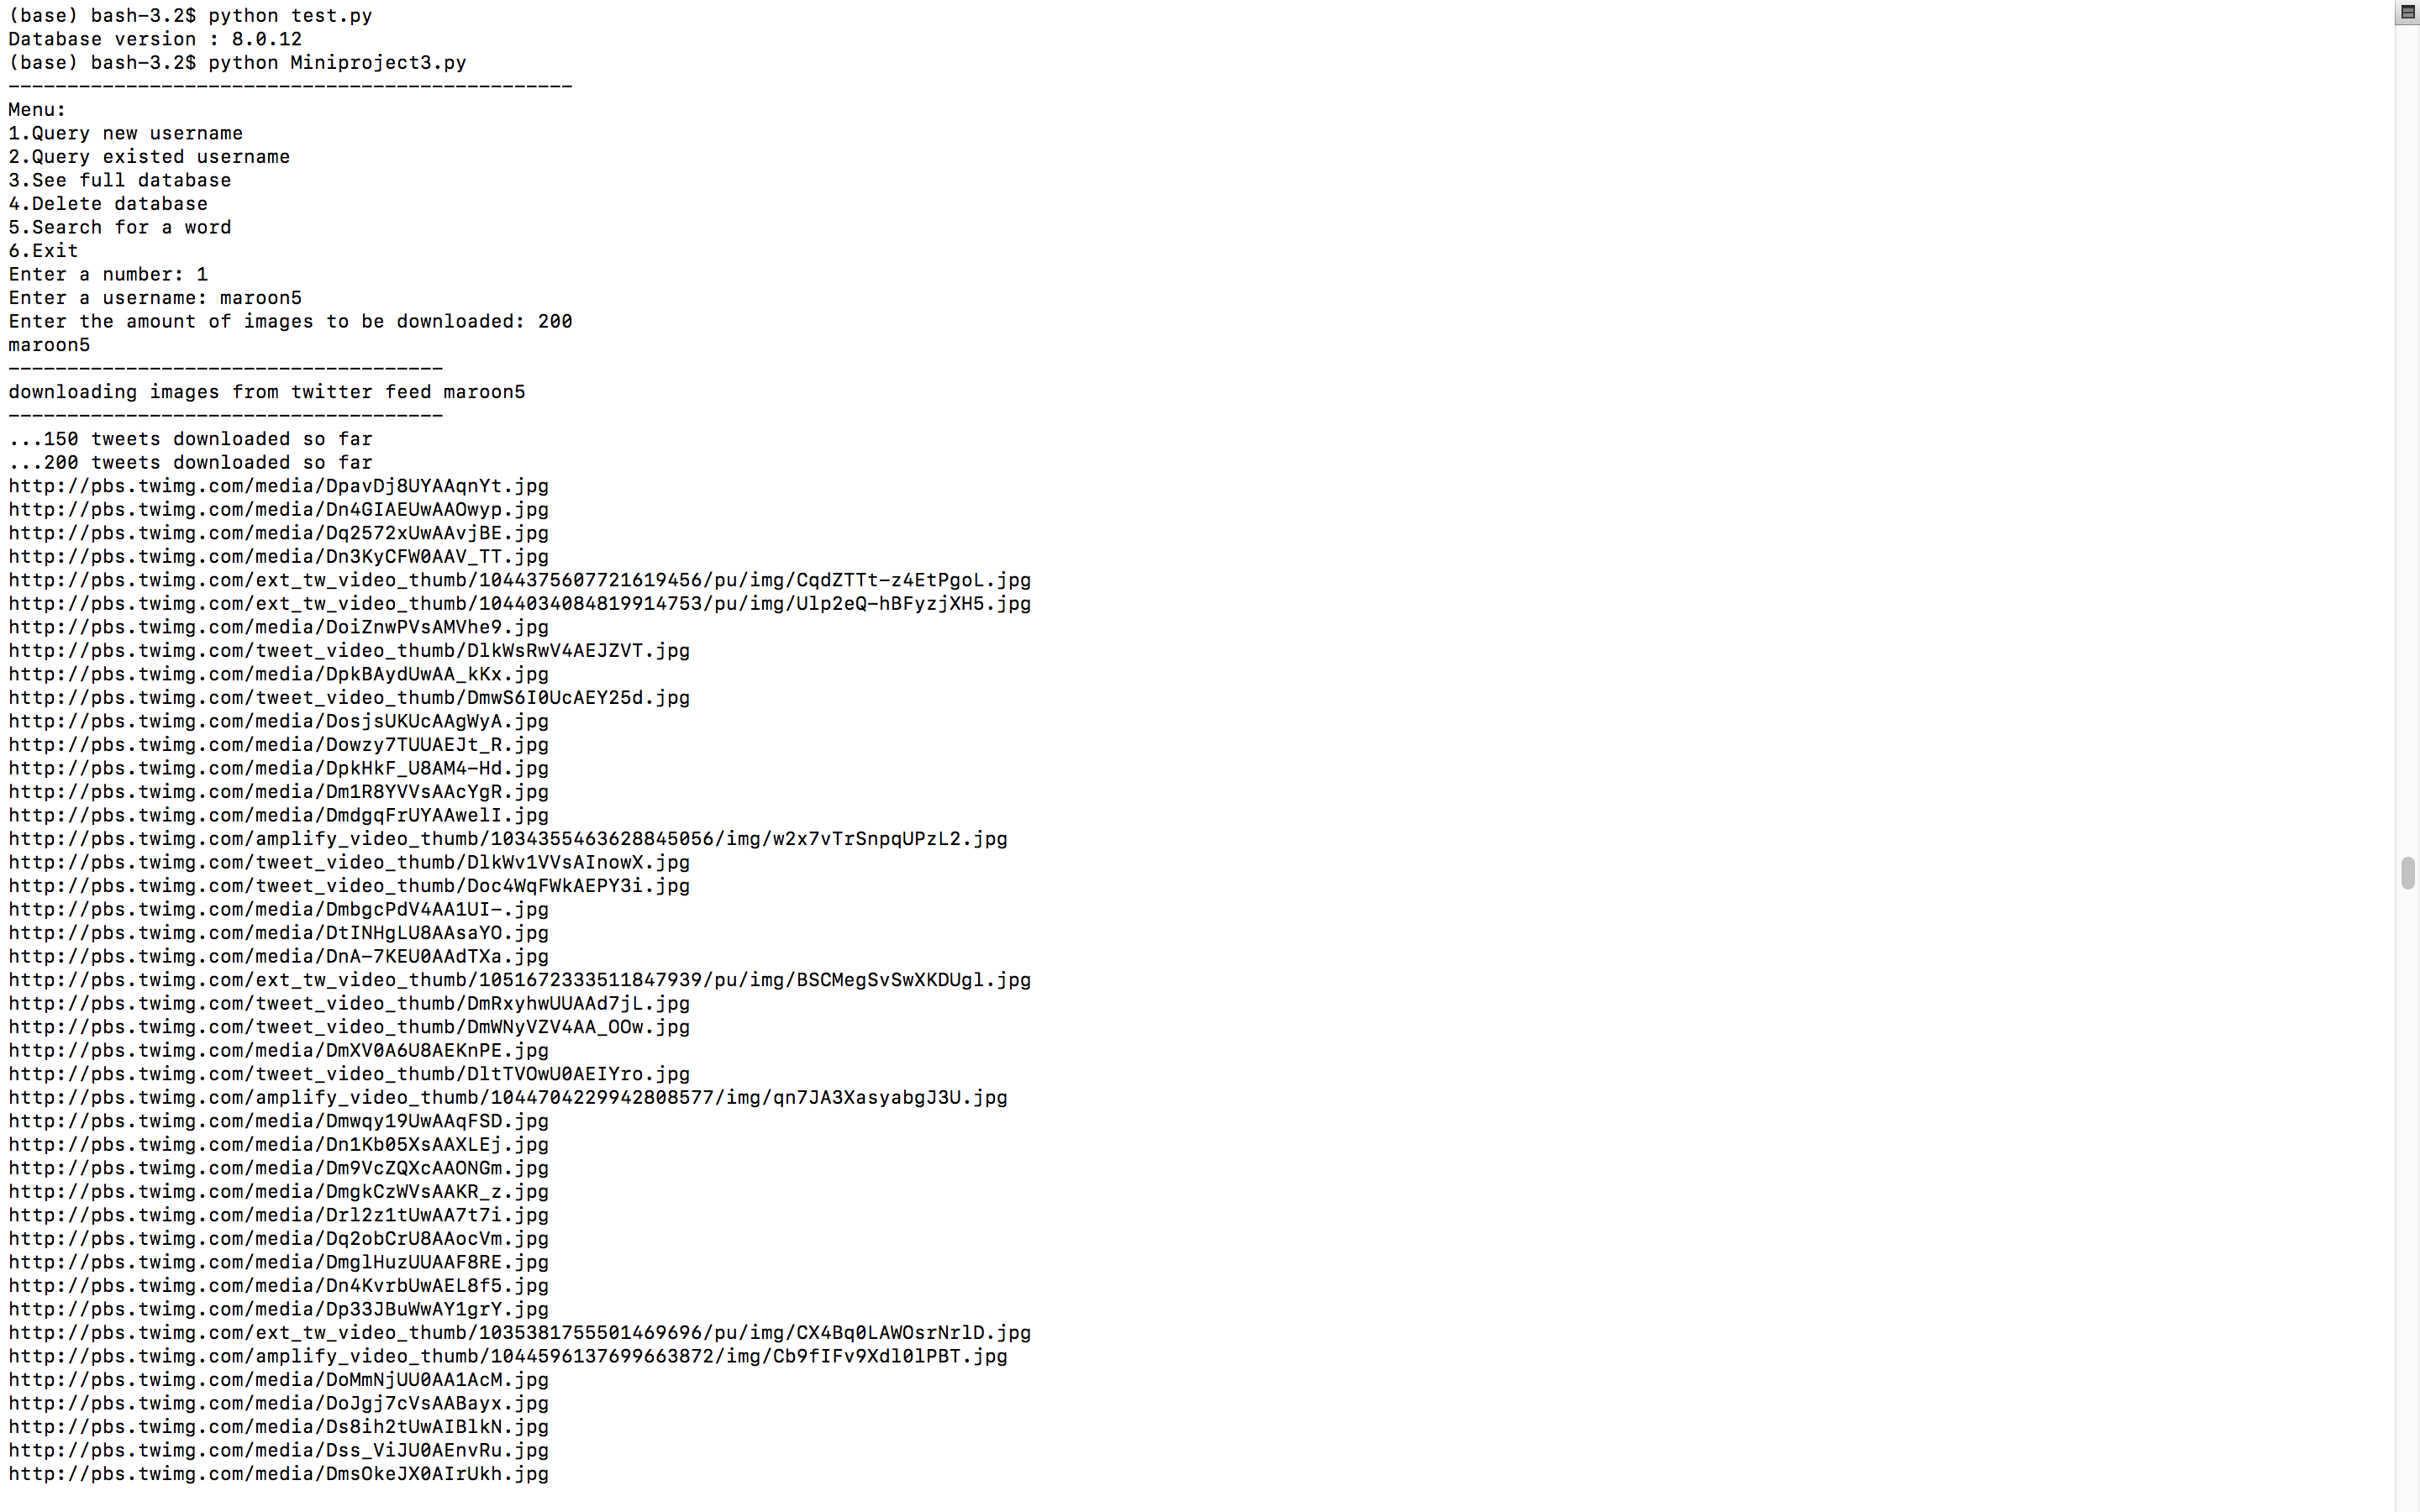 (base) bash-3.2$ python test.py
Database version : 8.0.12
(base) bash-3.2$ python Miniproject3.py
------------------------------------------------
Menu:
1.Query new username
2.Query existed username
3.See full database
4.Delete database
5.Search for a word
6.Exit
Enter a number: 1
Enter a username: maroon5
Enter the amount of images to be downloaded: 200
maroon5
-------------------------------------
downloading images from twitter feed maroon5
-------------------------------------
...150 tweets downloaded so far
...200 tweets downloaded so far
http://pbs.twimg.com/media/DpavDj8UYAAqnYt.jpg
http://pbs.twimg.com/media/Dn4GIAEUwAAOwyp.jpg
http://pbs.twimg.com/media/Dq2572xUwAAvjBE.jpg
http://pbs.twimg.com/media/Dn3KyCFW0AAV_TT.jpg
http://pbs.twimg.com/ext_tw_video_thumb/1044375607721619456/pu/img/CqdZTTt-z4EtPgoL.jpg
http://pbs.twimg.com/ext_tw_video_thumb/1044034084819914753/pu/img/Ulp2eQ-hBFyzjXH5.jpg
http://pbs.twimg.com/media/DoiZnwPVsAMVhe9.jpg
http://pbs.twimg.com/tweet_video_thumb/DlkWsRwV4AEJZVT.jpg
http://pbs.twimg.com/media/DpkBAydUwAA_kKx.jpg
http://pbs.twimg.com/tweet_video_thumb/DmwS6I0UcAEY25d.jpg
http://pbs.twimg.com/media/DosjsUKUcAAgWyA.jpg
http://pbs.twimg.com/media/Dowzy7TUUAEJt_R.jpg
http://pbs.twimg.com/media/DpkHkF_U8AM4-Hd.jpg
http://pbs.twimg.com/media/Dm1R8YVVsAAcYgR.jpg
http://pbs.twimg.com/media/DmdgqFrUYAAwelI.jpg
http://pbs.twimg.com/amplify_video_thumb/1034355463628845056/img/w2x7vTrSnpqUPzL2.jpg
http://pbs.twimg.com/tweet_video_thumb/DlkWv1VVsAInowX.jpg
http://pbs.twimg.com/tweet_video_thumb/Doc4WqFWkAEPY3i.jpg
http://pbs.twimg.com/media/DmbgcPdV4AA1UI-.jpg
http://pbs.twimg.com/media/DtINHgLU8AAsaYO.jpg
http://pbs.twimg.com/media/DnA-7KEU0AAdTXa.jpg
http://pbs.twimg.com/ext_tw_video_thumb/1051672333511847939/pu/img/BSCMegSvSwXKDUgl.jpg
http://pbs.twimg.com/tweet_video_thumb/DmRxyhwUUAAd7jL.jpg
http://pbs.twimg.com/tweet_video_thumb/DmWNyVZV4AA_OOw.jpg
http://pbs.twimg.com/media/DmXV0A6U8AEKnPE.jpg
http://pbs.twimg.com/tweet_video_thumb/DltTVOwU0AEIYro.jpg
http://pbs.twimg.com/amplify_video_thumb/1044704229942808577/img/qn7JA3XasyabgJ3U.jpg
http://pbs.twimg.com/media/Dmwqy19UwAAqFSD.jpg
http://pbs.twimg.com/media/Dn1Kb05XsAAXLEj.jpg
http://pbs.twimg.com/media/Dm9VcZQXcAAONGm.jpg
http://pbs.twimg.com/media/DmgkCzWVsAAKR_z.jpg
http://pbs.twimg.com/media/Drl2z1tUwAA7t7i.jpg
http://pbs.twimg.com/media/Dq2obCrU8AAocVm.jpg
http://pbs.twimg.com/media/DmglHuzUUAAF8RE.jpg
http://pbs.twimg.com/media/Dn4KvrbUwAEL8f5.jpg
http://pbs.twimg.com/media/Dp33JBuWwAY1grY.jpg
http://pbs.twimg.com/ext_tw_video_thumb/1035381755501469696/pu/img/CX4Bq0LAWOsrNrlD.jpg
http://pbs.twimg.com/amplify_video_thumb/1044596137699663872/img/Cb9fIFv9Xdl0lPBT.jpg
http://pbs.twimg.com/media/DoMmNjUU0AA1AcM.jpg
http://pbs.twimg.com/media/DoJgj7cVsAABayx.jpg
http://pbs.twimg.com/media/Ds8ih2tUwAIBlkN.jpg
http://pbs.twimg.com/media/Dss_ViJU0AEnvRu.jpg
http://pbs.twimg.com/media/DmsOkeJX0AIrUkh.jpg